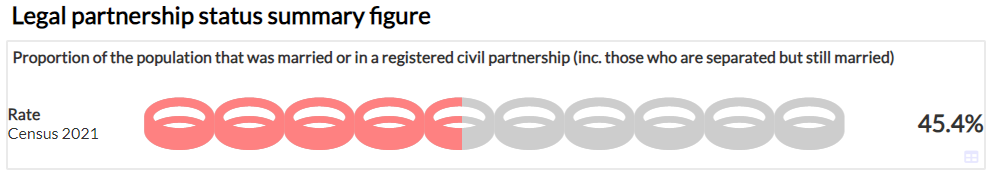 Legal partnership status summary figure
Proportion of the population that was married or in a registered civil partnership (inc. those who are separated but still married)
Rate
Census 2021
45.4%